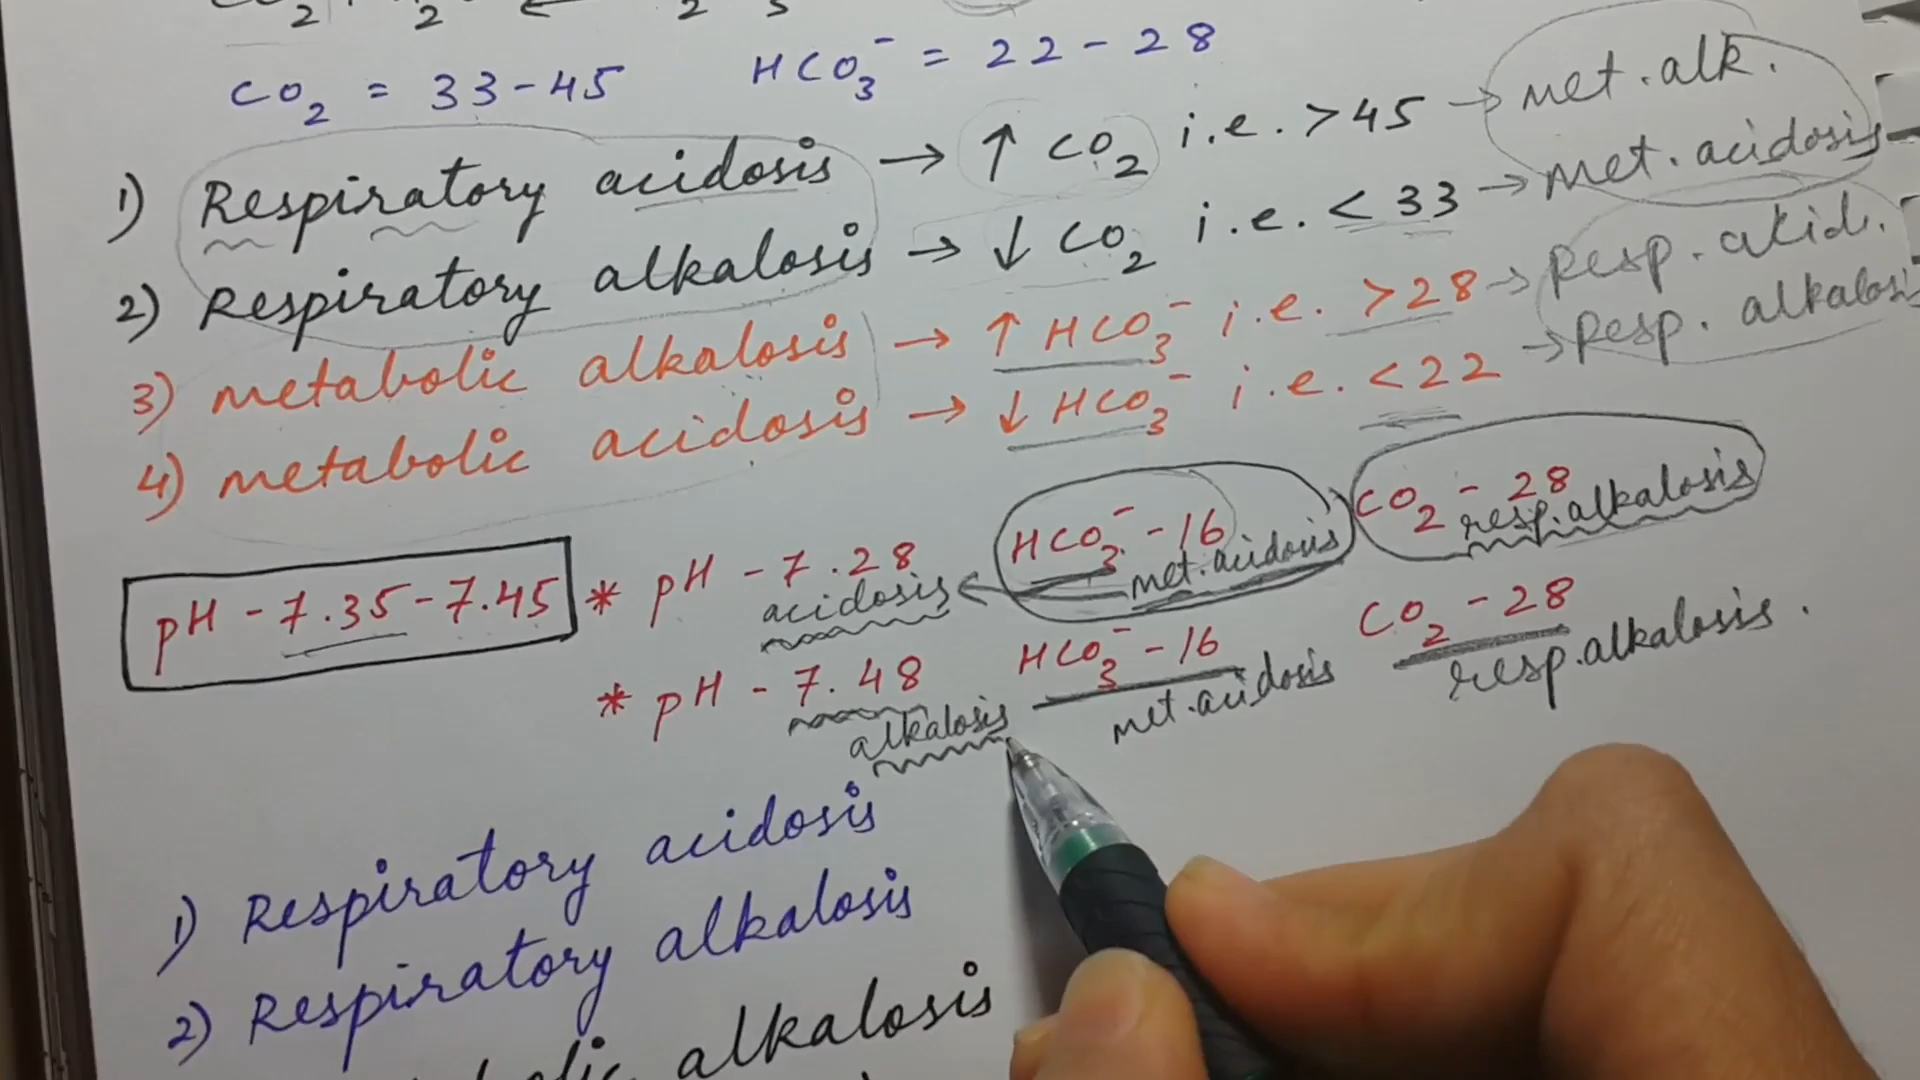 CO₂ = 33-45 HCO₃⁻ = 22-28
1) Respiratory acidosis → ↑ CO₂ i.e. >45 → met. alk.
2) Respiratory alkalosis → ↓ CO₂ i.e. < 33 → met. acidosis
3) metabolic alkalosis → ↑ HCO₃⁻ i.e. >28 → Resp. acid.
4) metabolic acidosis → ↓ HCO₃⁻ i.e. <22 → Resp. alkalosis
pH - 7.35-7.45 * pH - 7.28 HCO₃⁻ - 16 CO₂ - 28
acidosis ← met. acidosis resp. alkalosis
* pH - 7.48 HCO₃⁻ - 16 CO₂ - 28
alkalosis met. acidosis resp. alkalosis.
1) Respiratory acidosis
2) Respiratory alkalosis
alkalosis